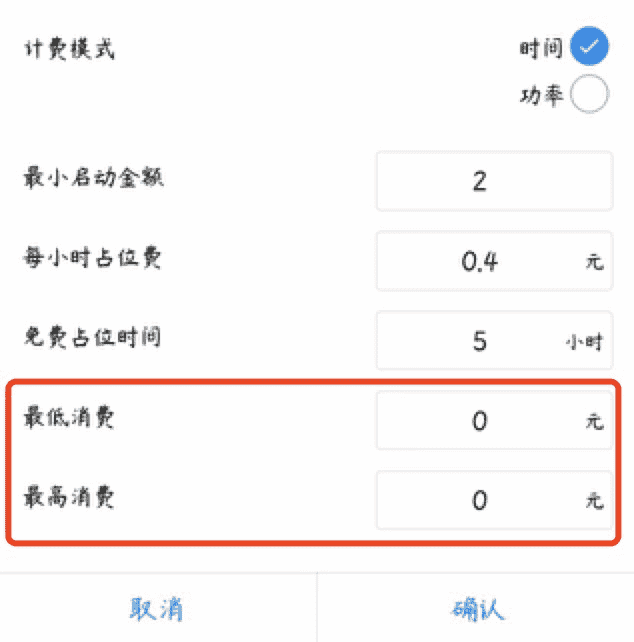 计费模式 时间
功率
最小启动金额 2
每小时占位费 0.4 元
免费占位时间 5 小时
最低消费 0 元
最高消费 0 元
取消 确认